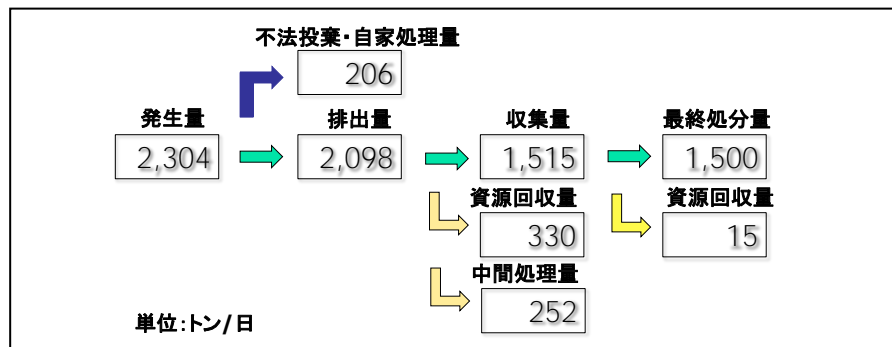 不法投棄・自家処理量
206
発生量 排出量 収集量 最終処分量
2,304 2,098 1,515 1,500
資源回収量 資源回収量
330 15
中間処理量
252
単位:トン/日